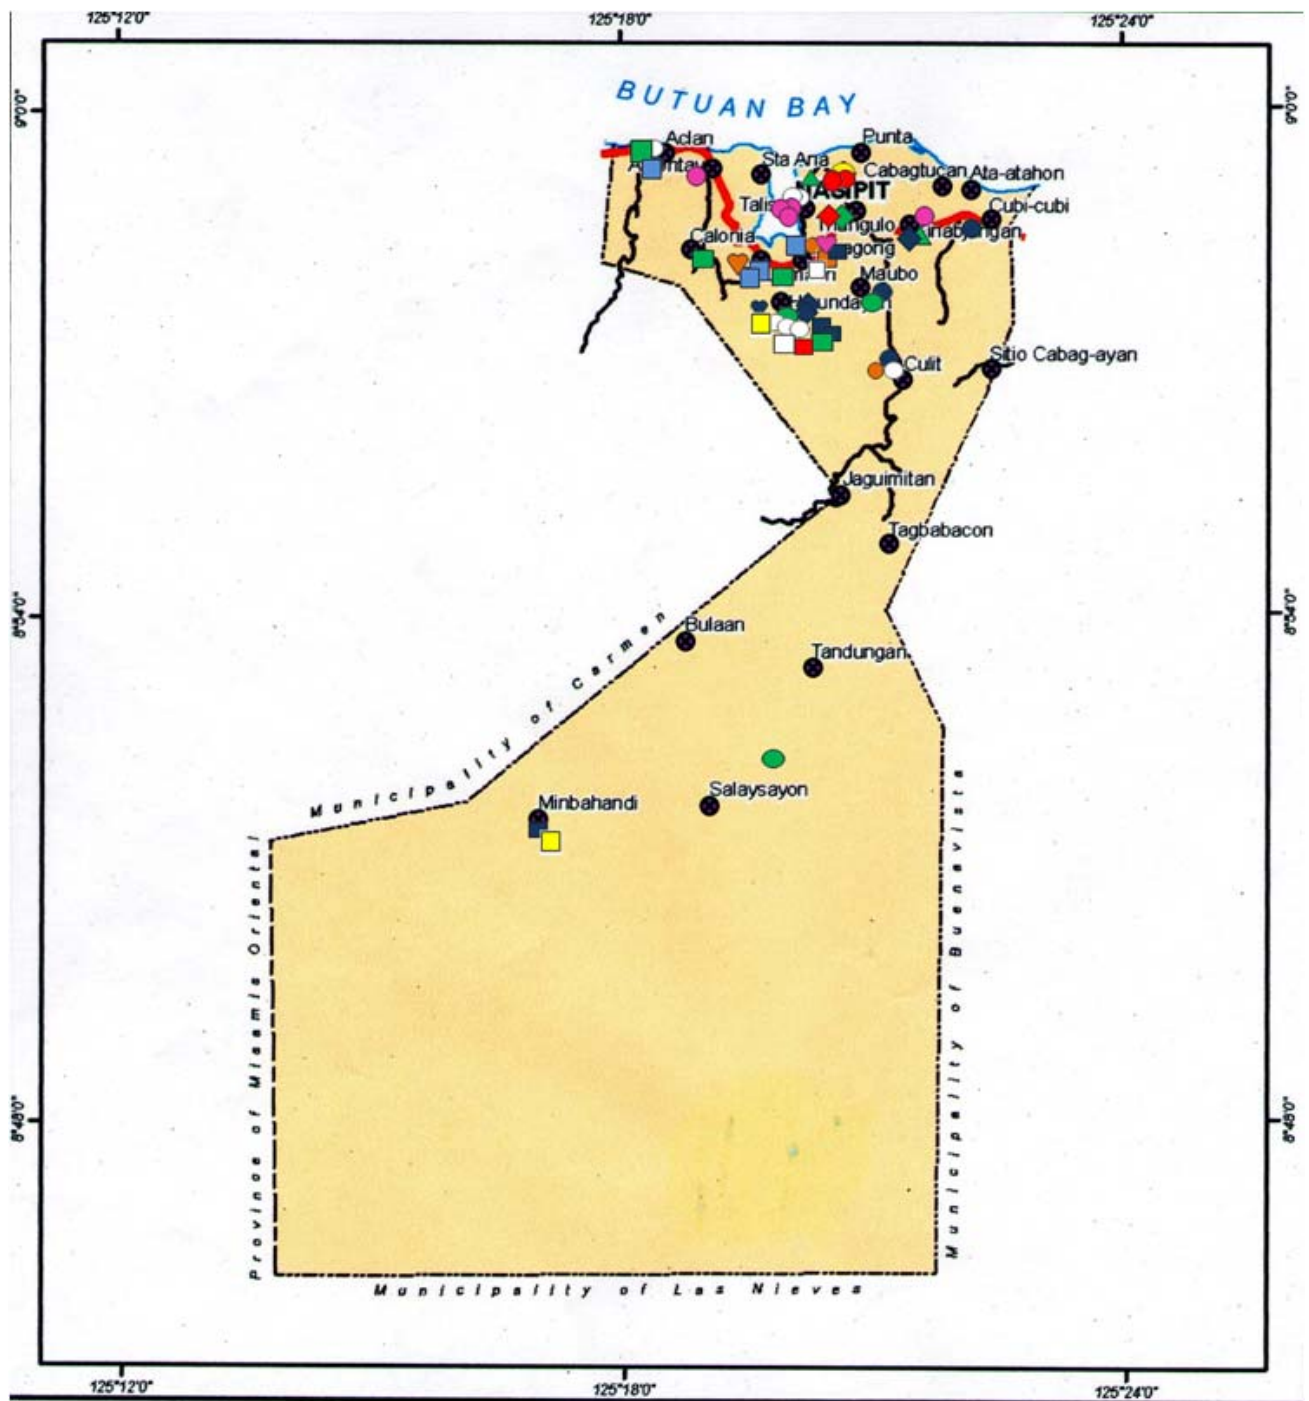 125°12'0"
125°18'0"
125°24'0"
9°0'0"
9°0'0"
BUTUAN BAY
Aclan
Punta
Sta Ana
Cabagtucan
Ata-atahon
NASIPIT
Cubi-cubi
Calonia
Maubo
Culit
Sitio Cabag-ayan
Jaguimitan
Tagbabacon
8°54'0"
8°54'0"
Bulaan
Tandungan
Municipality of Carmen
Salaysayon
Minbahandi
Province of Misamis Oriental
Municipality of Buenavista
8°48'0"
8°48'0"
Municipality of Las Nieves
125°12'0"
125°18'0"
125°24'0"